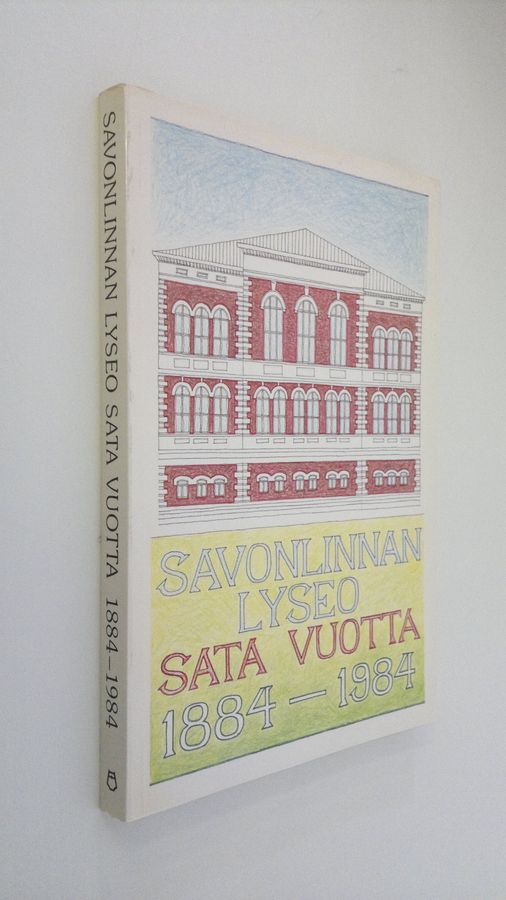 SAVONLINNAN LYSEO SATA VUOTTA 1884–1984
SAVONLINNAN
LYSEO
SATA VUOTTA
1884 – 1984